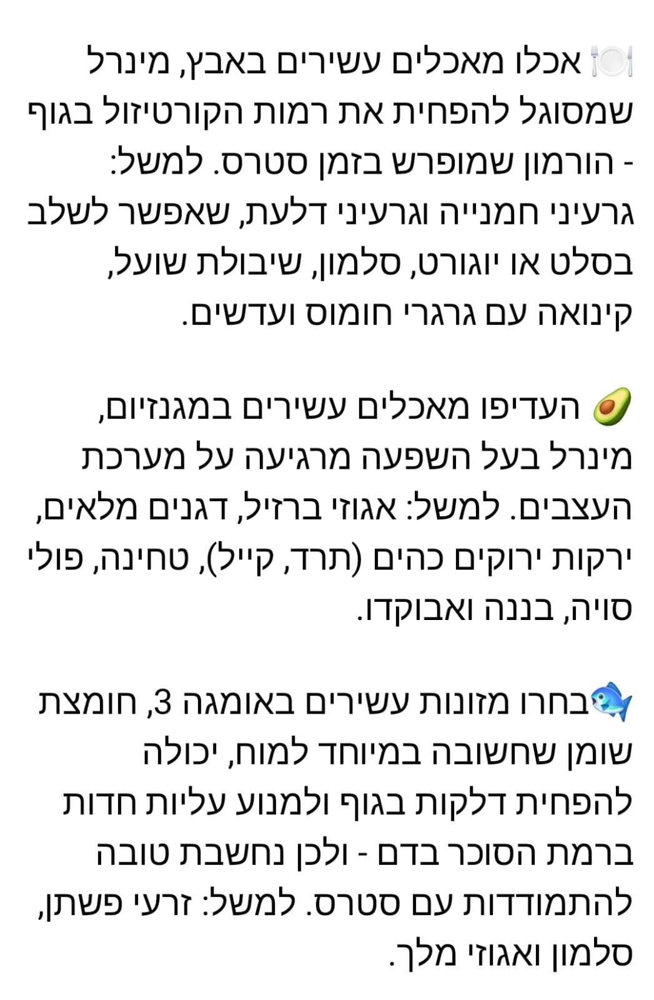 🍽️ אכלו מאכלים עשירים באבץ, מינרל
שמסוגל להפחית את רמות הקורטיזול בגוף
- הורמון שמופרש בזמן סטרס. למשל:
גרעיני חמנייה וגרעיני דלעת, שאפשר לשלב
בסלט או יוגורט, סלמון, שיבולת שועל,
קינואה עם גרגרי חומוס ועדשים.
🥑 העדיפו מאכלים עשירים במגנזיום,
מינרל בעל השפעה מרגיעה על מערכת
העצבים. למשל: אגוזי ברזיל, דגנים מלאים,
ירקות ירוקים כהים (תרד, קייל), טחינה, פולי
סויה, בננה ואבוקדו.
🐟בחרו מזונות עשירים באומגה 3, חומצת
שומן שחשובה במיוחד למוח, יכולה
להפחית דלקות בגוף ולמנוע עליות חדות
ברמת הסוכר בדם - ולכן נחשבת טובה
להתמודדות עם סטרס. למשל: זרעי פשתן,
סלמון ואגוזי מלך.